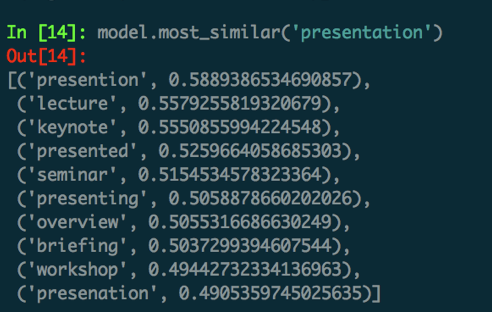 In [14]: model.most_similar('presentation')
Out[14]:
[('presention', 0.5889386534690857),
('lecture', 0.5579255819320679),
('keynote', 0.5550855994224548),
('presented', 0.5259664058685303),
('seminar', 0.5154534578323364),
('presenting', 0.5058878660202026),
('overview', 0.5055316686630249),
('briefing', 0.5037299394607544),
('workshop', 0.49442732334136963),
('presenation', 0.4905359745025635)]